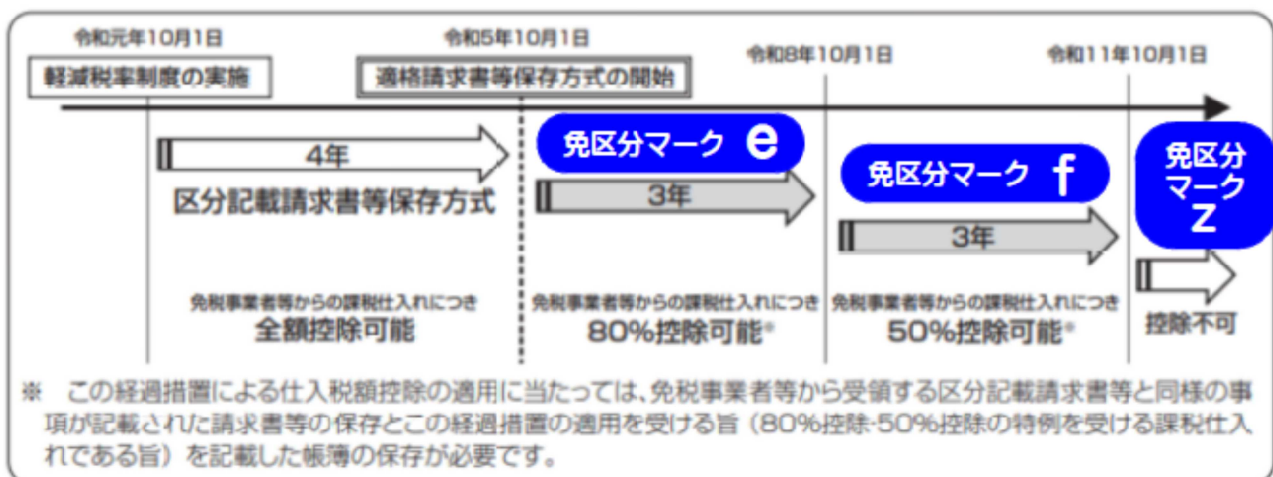 令和元年10月1日
令和5年10月1日
令和8年10月1日
令和11年10月1日
軽減税率制度の実施
適格請求書等保存方式の開始
4年
区分記載請求書等保存方式
免区分マーク e
3年
免区分マーク f
3年
免区分
マーク
Z
免税事業者等からの課税仕入れにつき
全額控除可能
免税事業者等からの課税仕入れにつき
80%控除可能※
免税事業者等からの課税仕入れにつき
50%控除可能※
控除不可
※ この経過措置による仕入税額控除の適用に当たっては、免税事業者等から受領する区分記載請求書等と同様の事
項が記載された請求書等の保存とこの経過措置の適用を受ける旨(80%控除・50%控除の特例を受ける課税仕入
れである旨)を記載した帳簿の保存が必要です。